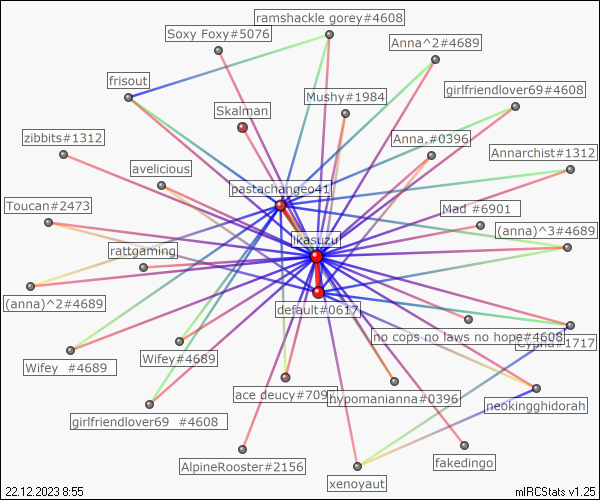 ramshackle gorey#4608
Soxy Foxy#5076
Anna^2#4689
frisout
girlfriendlover69#4608
Mushy#1984
Skalman
zibbits#1312
Anna.#0396
Annarchist#1312
avelicious
pastachangeo41
Toucan#2473
Mad #6901
(anna)^3#4689
ikasuzu
rattgaming
(anna)^2#4689
default#0617
no cops no laws no hope#4608
#1717
Wifey #4689
Wifey#4689
ace deucy#709
hypomanianna#0396
neokingghidorah
girlfriendlover69 #4608
AlpineRooster#2156
fakedingo
xenoyaut
22.12.2023 8:55
mIRCStats v1.25